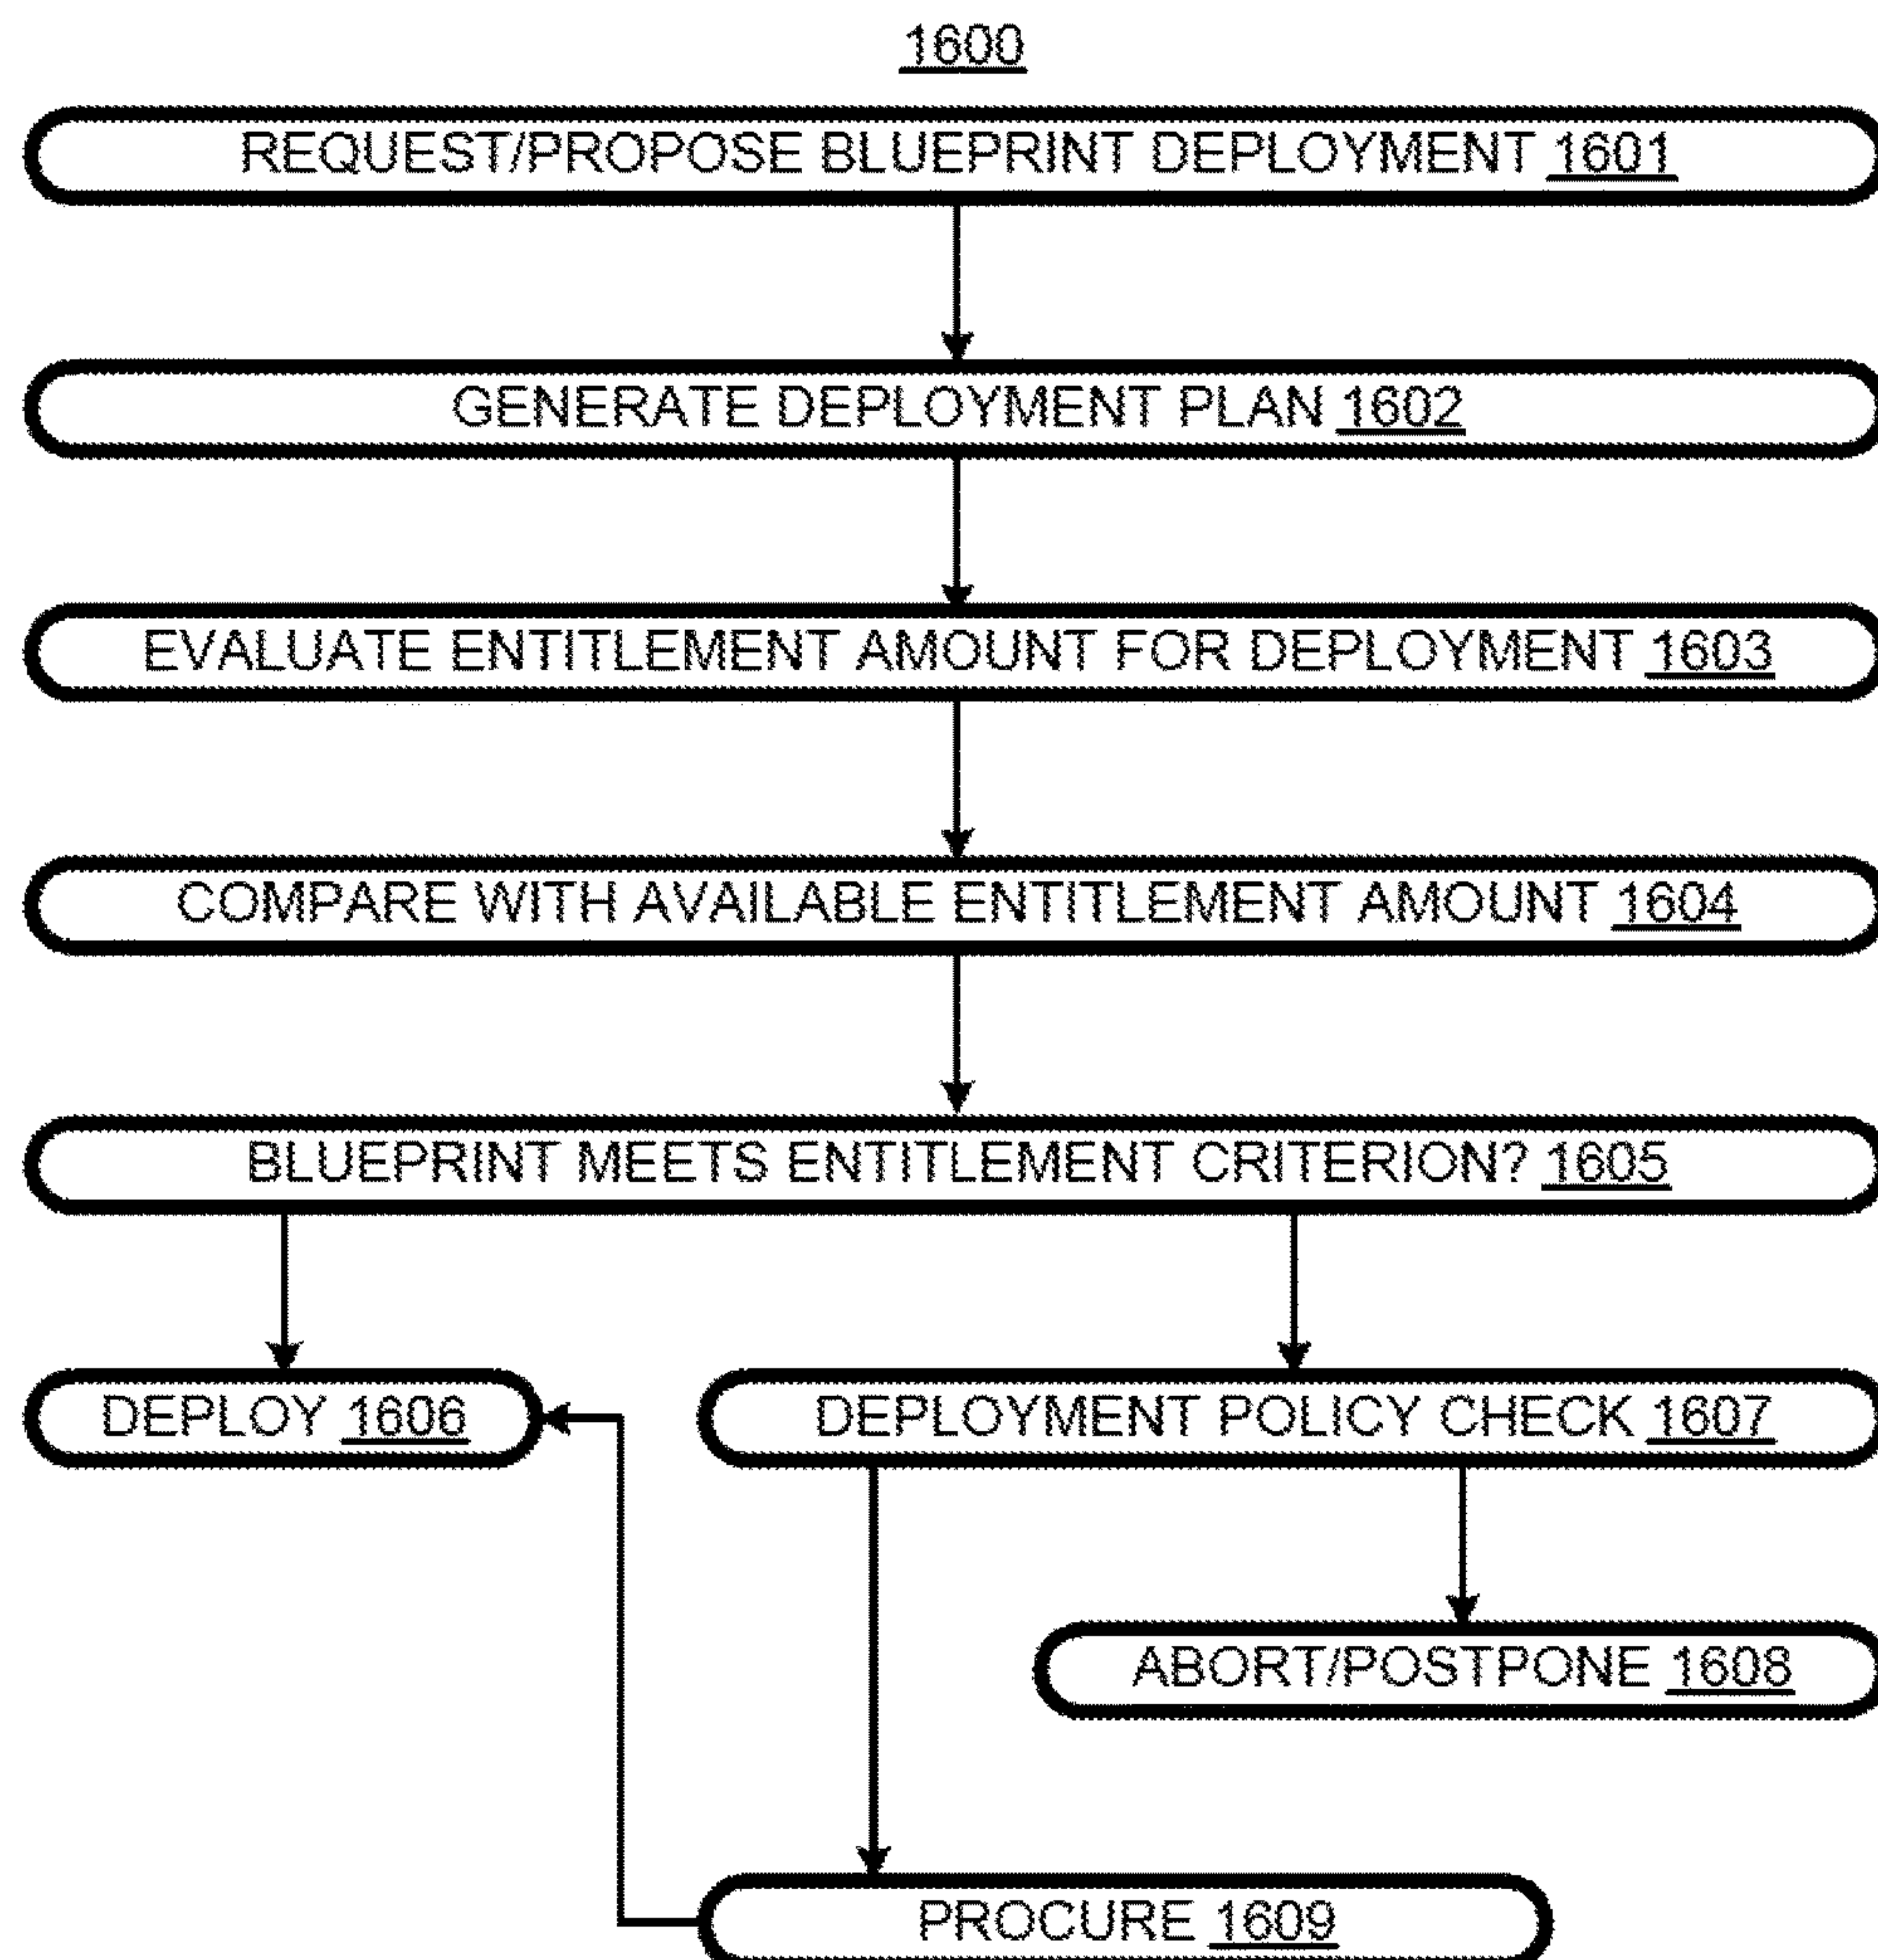 1600
REQUEST/PROPOSE BLUEPRINT DEPLOYMENT 1601
GENERATE DEPLOYMENT PLAN 1602
EVALUATE ENTITLEMENT AMOUNT FOR DEPLOYMENT 1603
COMPARE WITH AVAILABLE ENTITLEMENT AMOUNT 1604
BLUEPRINT MEETS ENTITLEMENT CRITERION? 1605
DEPLOY 1606
DEPLOYMENT POLICY CHECK 1607
ABORT/POSTPONE 1608
PROCURE 1609